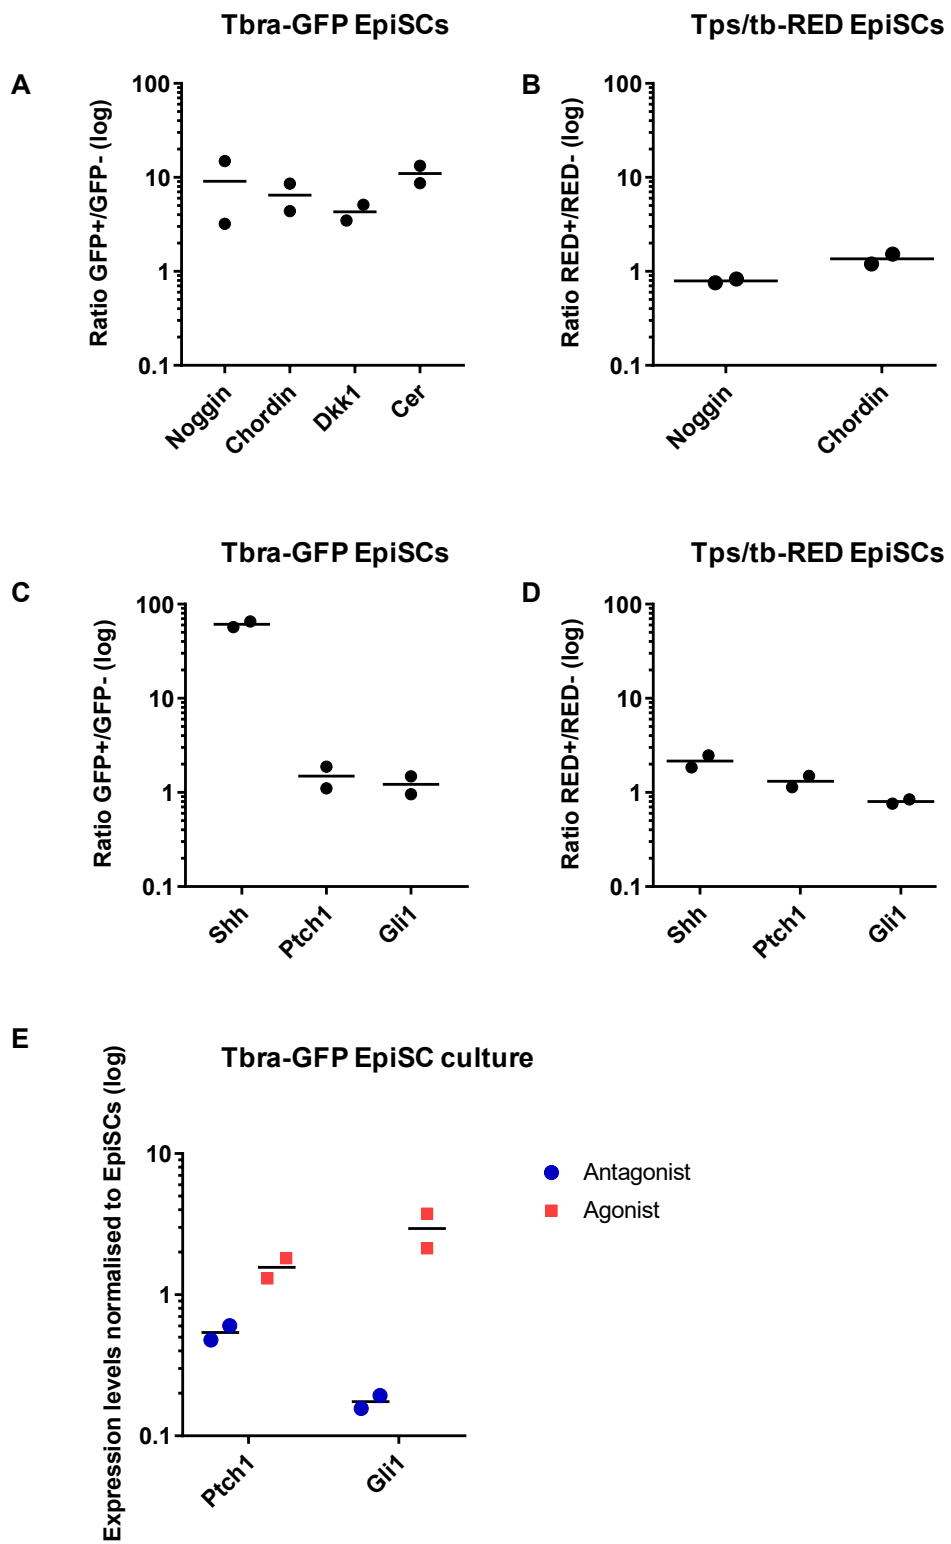 Tbra-GFP EpiSCs
Tps/tb-RED EpiSCs
A
Ratio GFP+/GFP- (log)
100
10
1
0.1
Noggin
Chordin
Dkk1
Cer
B
Ratio RED+/RED- (log)
100
10
1
0.1
Noggin
Chordin
Tbra-GFP EpiSCs
Tps/tb-RED EpiSCs
C
Ratio GFP+/GFP- (log)
100
10
1
0.1
Shh
Ptch1
Gli1
D
Ratio RED+/RED- (log)
100
10
1
0.1
Shh
Ptch1
Gli1
E
Tbra-GFP EpiSC culture
Expression levels normalised to EpiSCs (log)
10
1
0.1
Ptch1
Gli1
Antagonist
Agonist